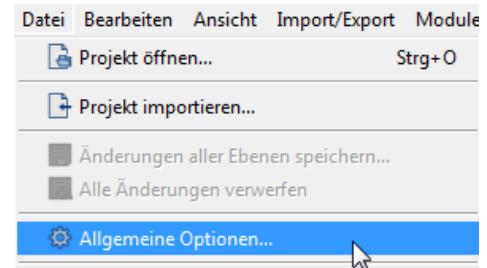 Datei Bearbeiten Ansicht Import/Export Module
Projekt öffnen... Strg+O
Projekt importieren...
Änderungen aller Ebenen speichern...
Alle Änderungen verwerfen
Allgemeine Optionen...